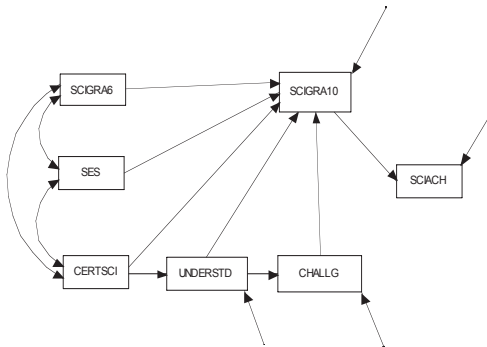 SCIGRA6
SCIGRA10
SES
SCIACH
CERTSCI
UNDERSTD
CHALLG